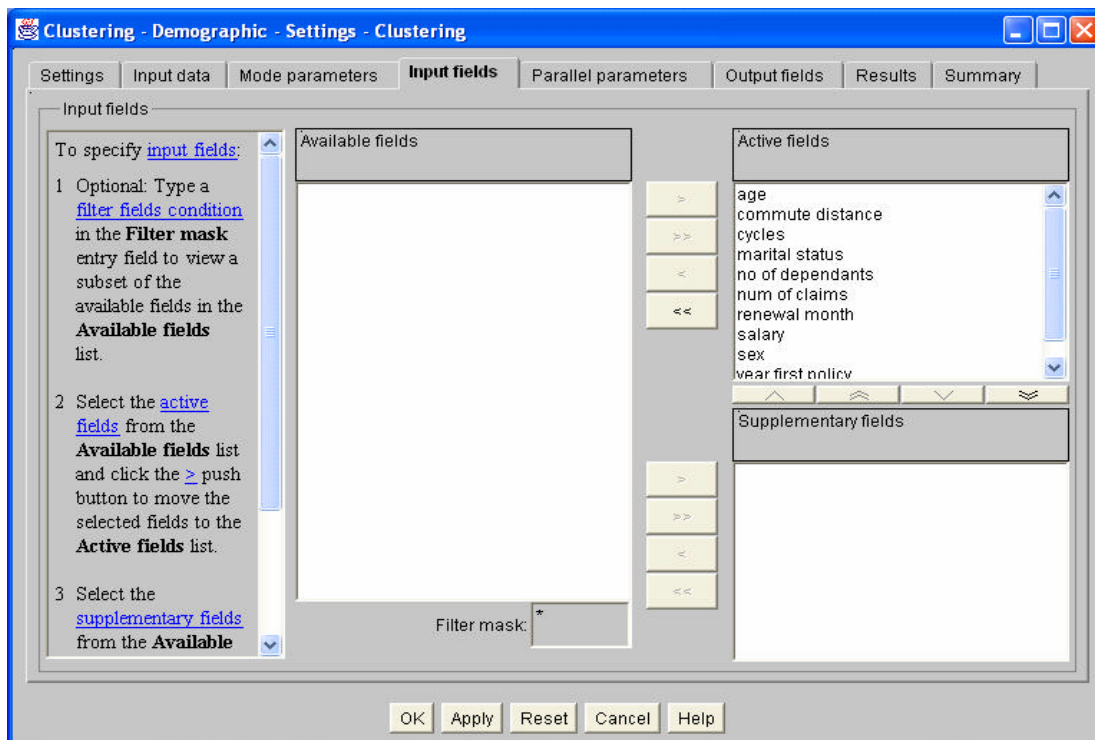 Clustering - Demographic - Settings - Clustering
Settings
Input data
Mode parameters
Input fields
Parallel parameters
Output fields
Results
Summary
Input fields
To specify input fields:
1 Optional: Type a
filter fields condition
in the Filter mask
entry field to view a
subset of the
available fields in the
Available fields
list.
2 Select the active
fields from the
Available fields list
and click the > push
button to move the
selected fields to the
Active fields list.
3 Select the
supplementary fields
from the Available
Available fields
Filter mask: *
>
>>
<
<<
Active fields
age
commute distance
cycles
marital status
no of dependants
num of claims
renewal month
salary
sex
year first policy
Supplementary fields
>
>>
<
<<
OK
Apply
Reset
Cancel
Help